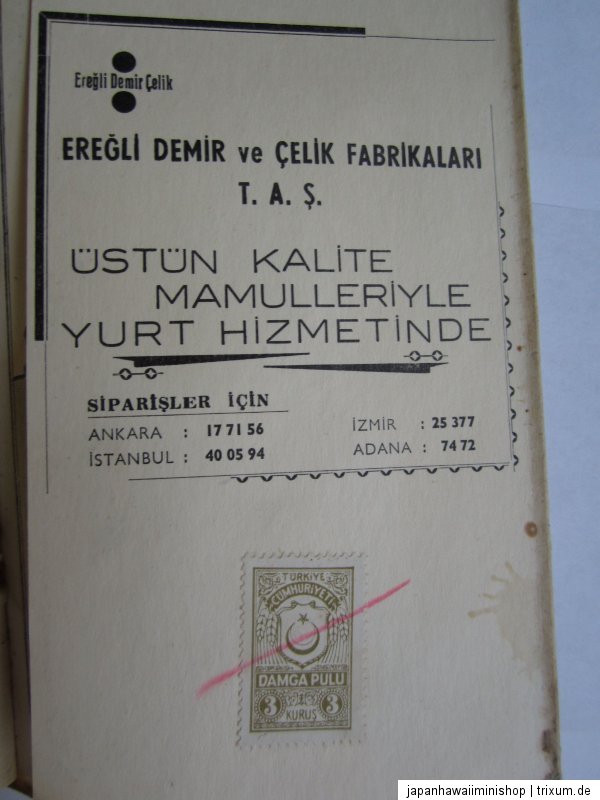 Ereğli Demir Çelik
EREĞLİ DEMİR ve ÇELİK FABRİKALARI
T. A. Ş.
ÜSTÜN KALİTE
MAMULLERİYLE
YURT HİZMETİNDE
SİPARİŞLER İÇİN
ANKARA : 17 71 56
İSTANBUL : 40 05 94
İZMİR : 25 377
ADANA : 74 72
TÜRKİYE
CUMHURİYETİ
DAMGA PULU
3 3
KURUŞ
japanhawaiiminishop | trixum.de